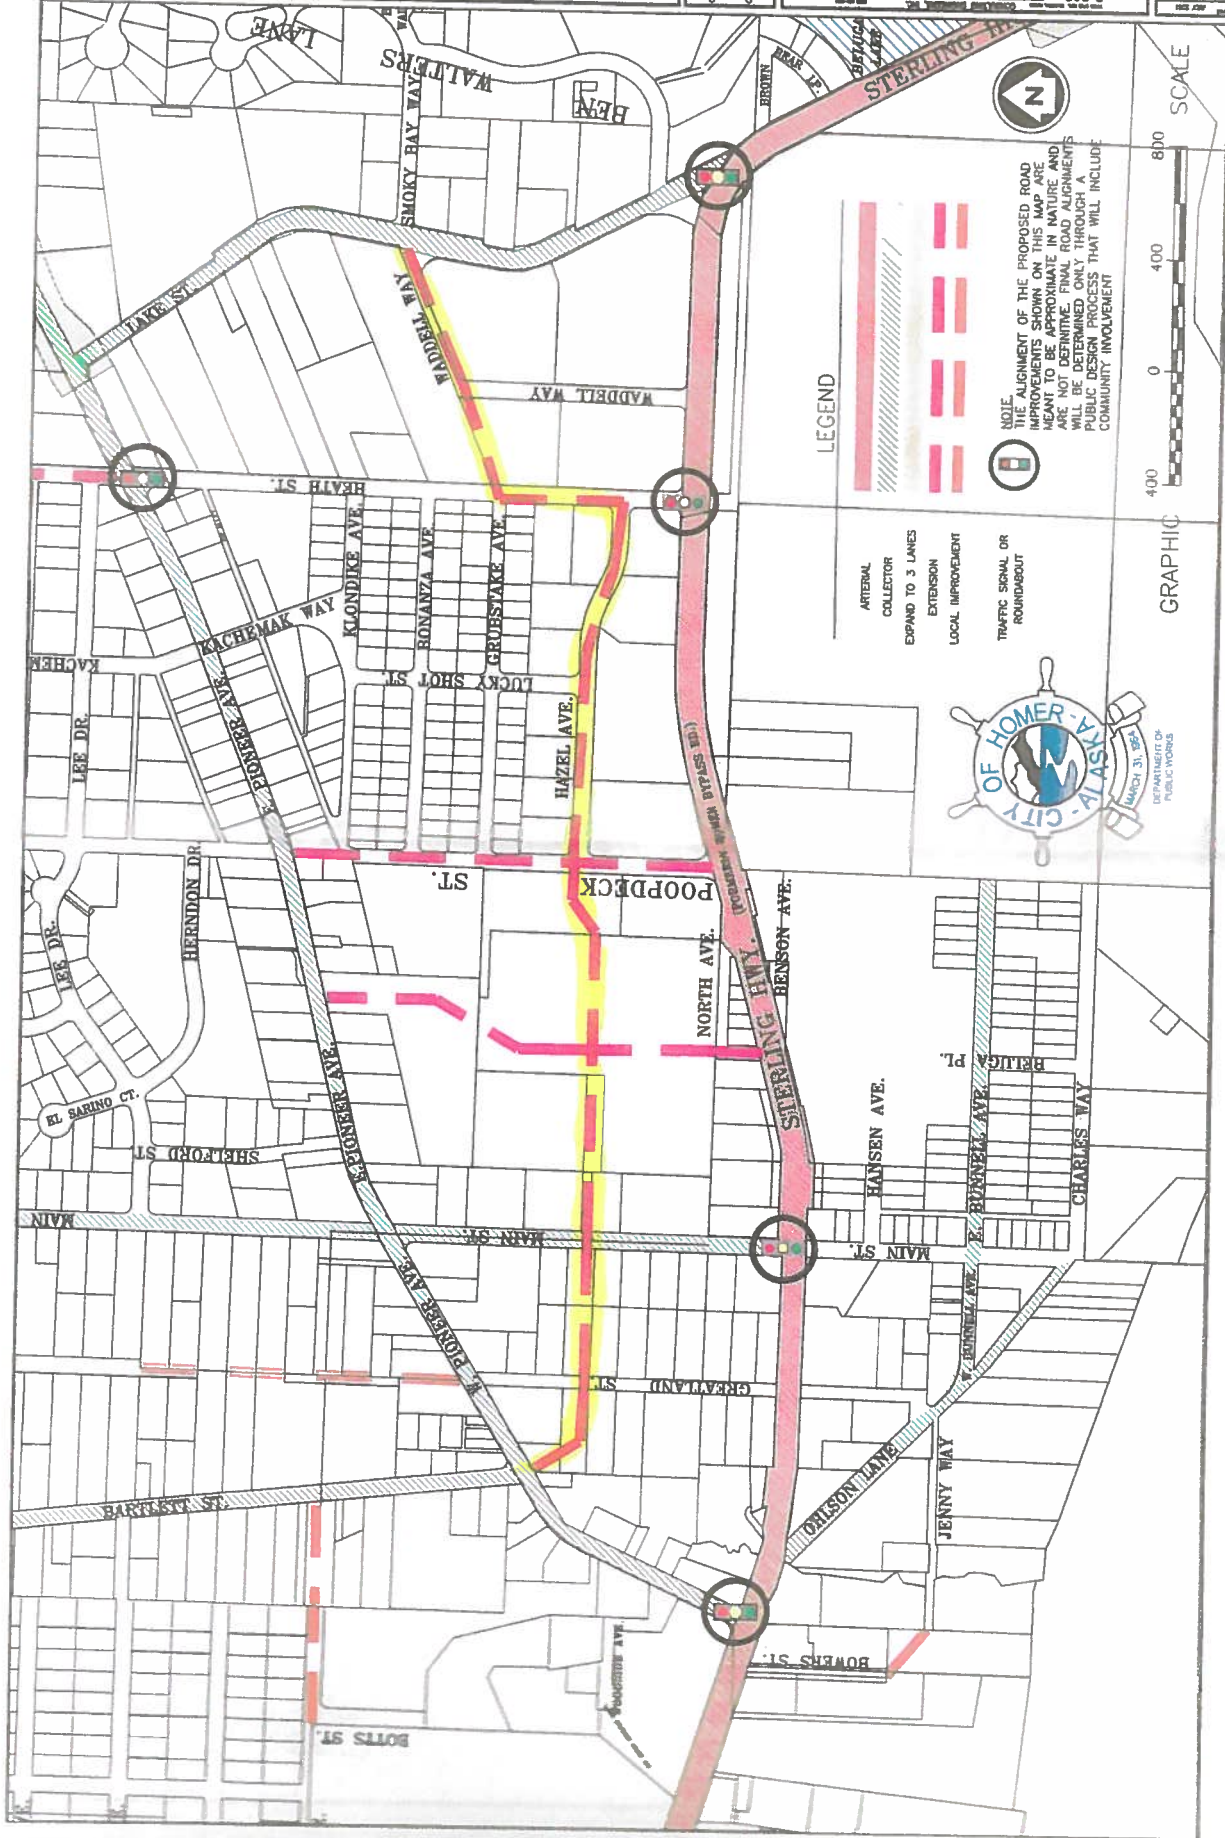 LANE
BEN
WALTERS
SMOKY BAY WAY
BROWN
BEAR LP.
BELUGA
LAKE
STERLING H
LAKE ST.
WADDELL WAY
WADDELL WAY
HEATH ST.
KLONDIKE AVE.
BONANZA AVE
GRUBSTAKE AVE.
KACHEMAK WAY
KACHEM
LUCKY SHOT ST.
HAZEL AVE.
LEE DR.
E. PIONEER AVE.
POOPDECK
ST.
HERNDON DR.
LEE DR.
NORTH AVE.
BENSON AVE.
STERLING HWY.
E. PIONEER AVE.
EL SARINO CT.
SHELFORD ST.
MAIN
MAIN ST.
MAIN ST.
HANSEN AVE.
BELUGA PL.
E. BUNNELL AVE.
CHARLES WAY
W. BUNNELL AVE.
W. PIONEER AVE.
GREATLAND ST.
BARTLETT ST.
OHLSON LANE
JENNY WAY
BOWERS ST.
BOTTS ST.
LEGEND
ARTERIAL
COLLECTOR
EXPAND TO 3 LANES
EXTENSION
LOCAL IMPROVEMENT
TRAFFIC SIGNAL OR
ROUNDABOUT
NOTE
THE ALIGNMENT OF THE PROPOSED ROAD
IMPROVEMENTS SHOWN ON THIS MAP ARE
MEANT TO BE APPROXIMATE IN NATURE AND
ARE NOT DEFINITIVE. FINAL ROAD ALIGNMENTS
WILL BE DETERMINED ONLY THROUGH A
PUBLIC DESIGN PROCESS THAT WILL INCLUDE
COMMUNITY INVOLVEMENT
N
400 0 400 800
GRAPHIC SCALE
CITY OF HOMER - ALASKA -
MARCH 31, 1964
DEPARTMENT OF
PUBLIC WORKS